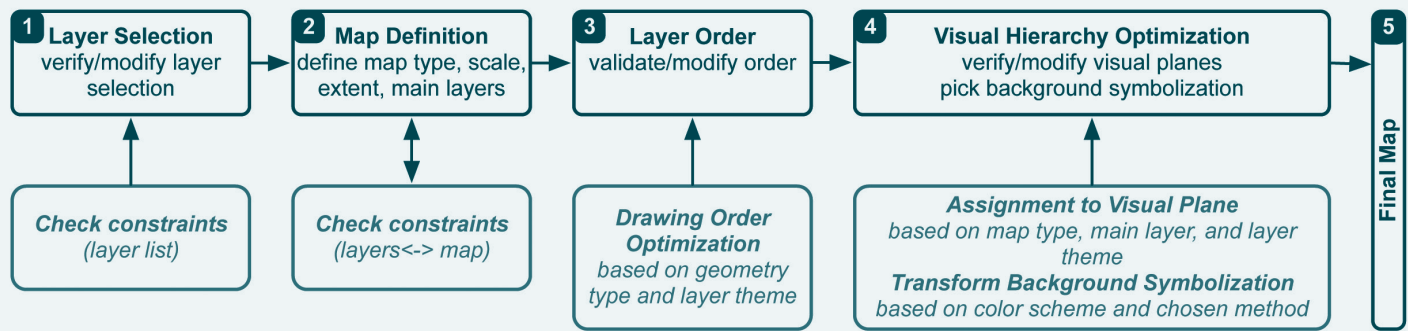 1
Layer Selection
verify/modify layer
selection
2
Map Definition
define map type, scale,
extent, main layers
3
Layer Order
validate/modify order
4
Visual Hierarchy Optimization
verify/modify visual planes
pick background symbolization
5
Final Map
Check constraints
(layer list)
Check constraints
(layers<-> map)
Drawing Order
Optimization
based on geometry
type and layer theme
Assignment to Visual Plane
based on map type, main layer, and layer
theme
Transform Background Symbolization
based on color scheme and chosen method